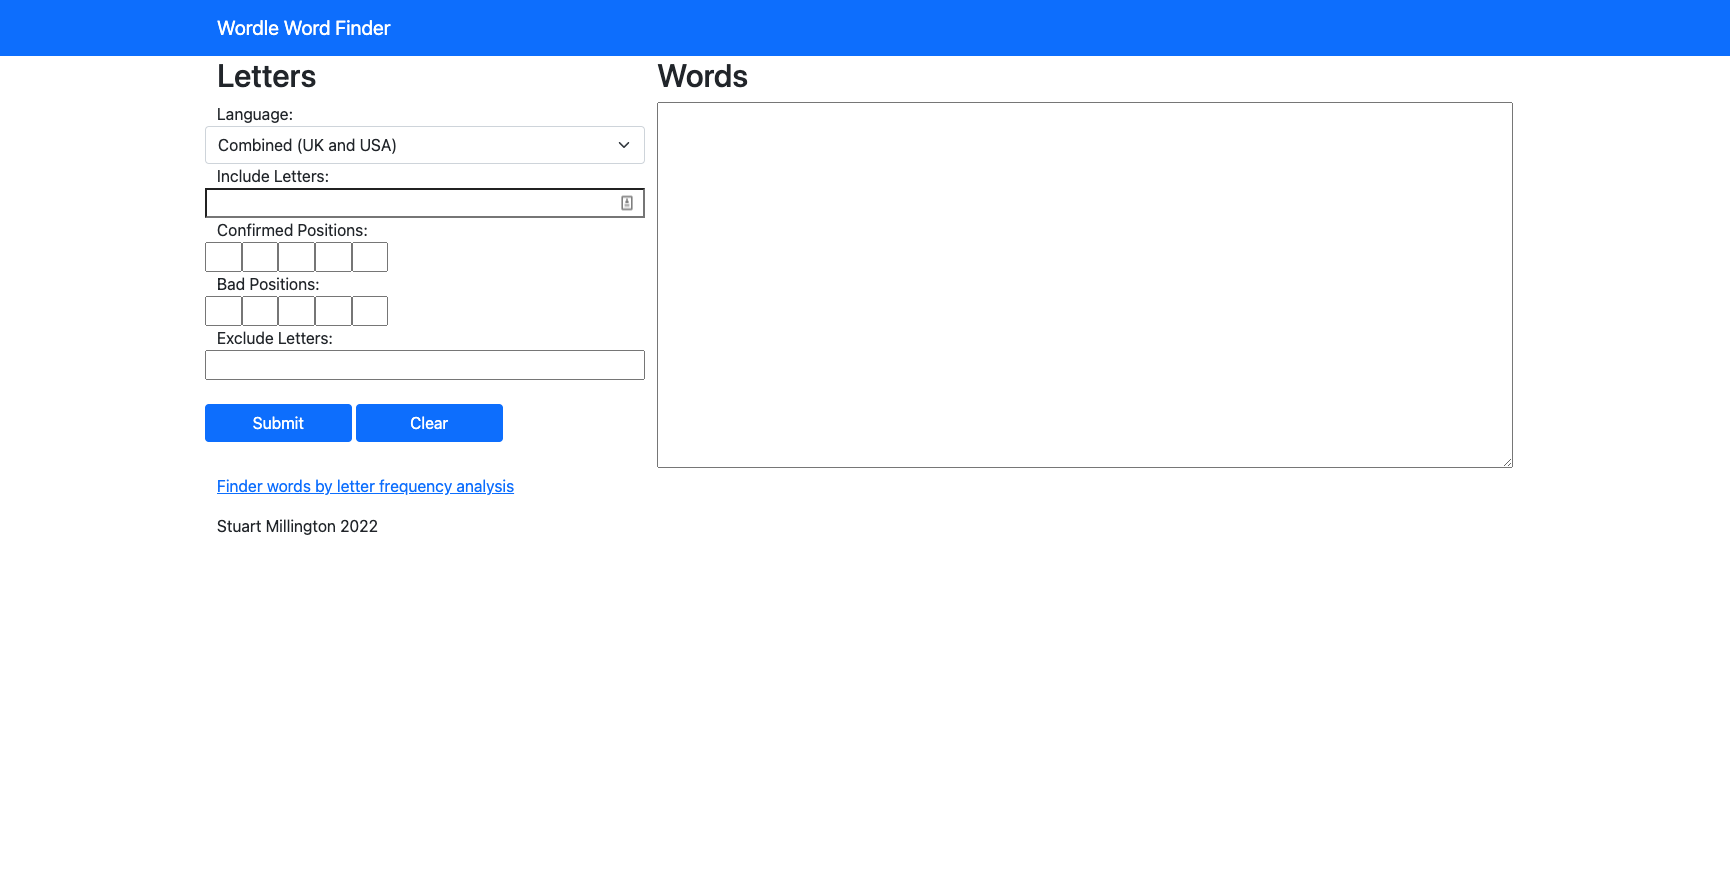 Wordle Word Finder
Letters
Language:
Combined (UK and USA)
Include Letters:
Confirmed Positions:
Bad Positions:
Exclude Letters:
Submit Clear
Finder words by letter frequency analysis
Stuart Millington 2022
Words